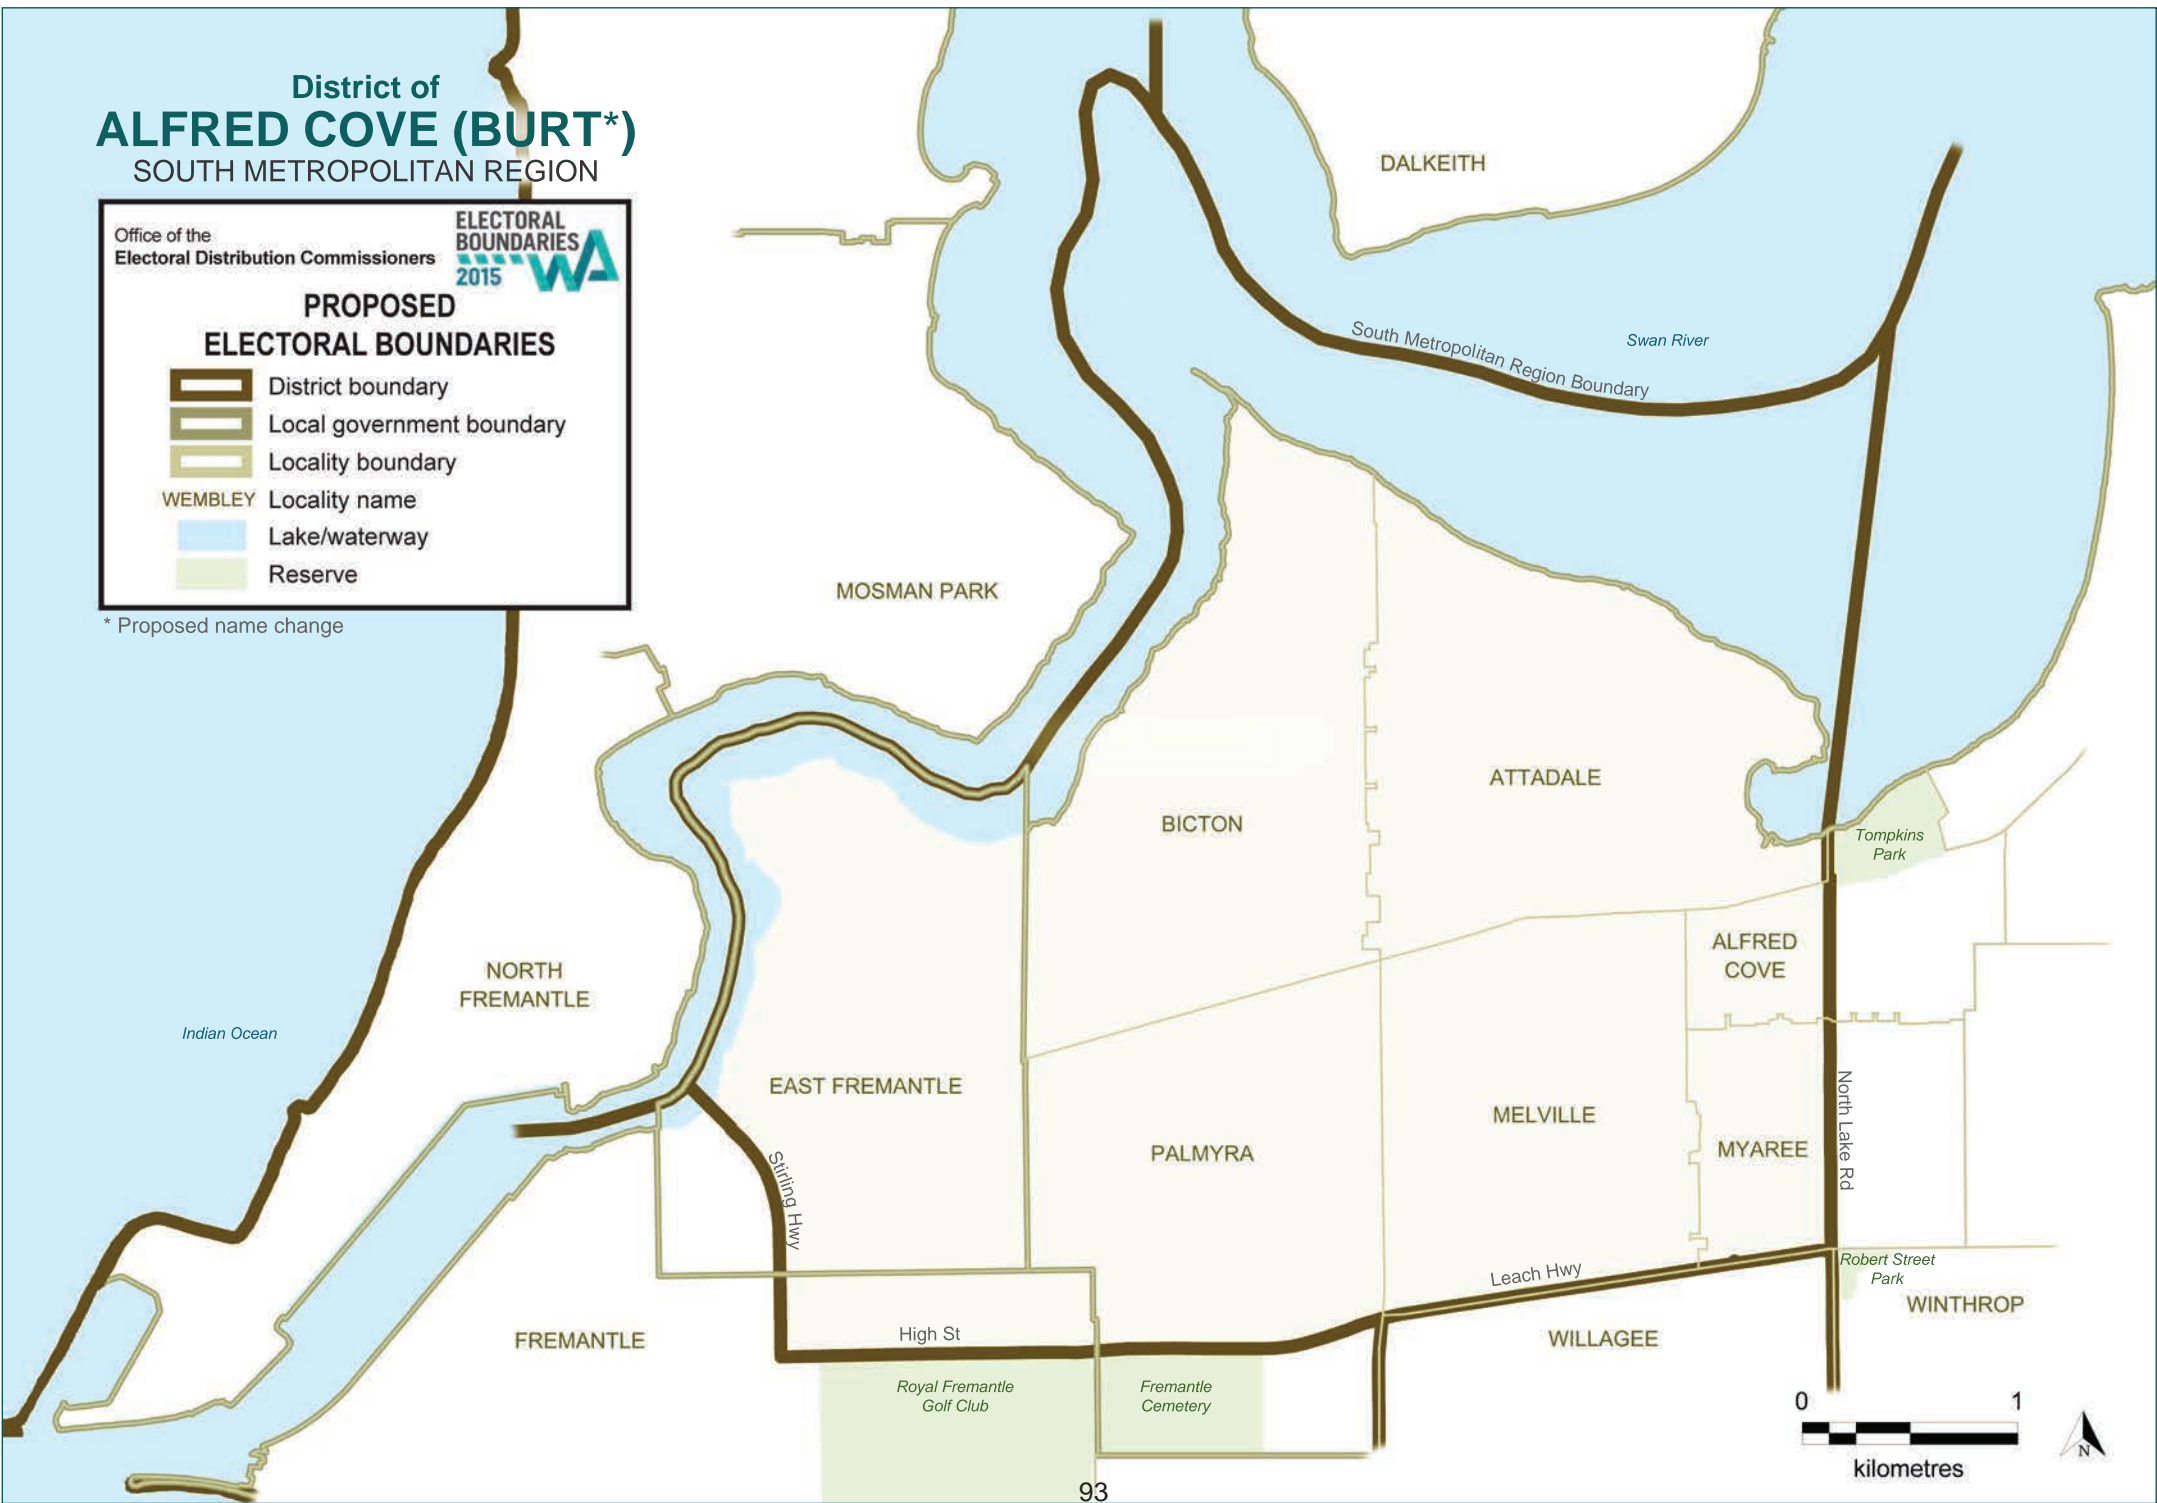 District of
ALFRED COVE (BURT*)
SOUTH METROPOLITAN REGION
Office of the
Electoral Distribution Commissioners
ELECTORAL
BOUNDARIES
2015 WA
PROPOSED
ELECTORAL BOUNDARIES
District boundary
Local government boundary
Locality boundary
WEMBLEY Locality name
Lake/waterway
Reserve
* Proposed name change
DALKEITH
Swan River
South Metropolitan Region Boundary
MOSMAN PARK
ATTADALE
BICTON
Tompkins
Park
ALFRED
COVE
NORTH
FREMANTLE
Indian Ocean
EAST FREMANTLE
MELVILLE
PALMYRA
MYAREE
North Lake Rd
Stirling Hwy
Leach Hwy
Robert Street
Park
WINTHROP
High St
FREMANTLE
WILLAGEE
Royal Fremantle
Golf Club
Fremantle
Cemetery
0 1
kilometres
N
93